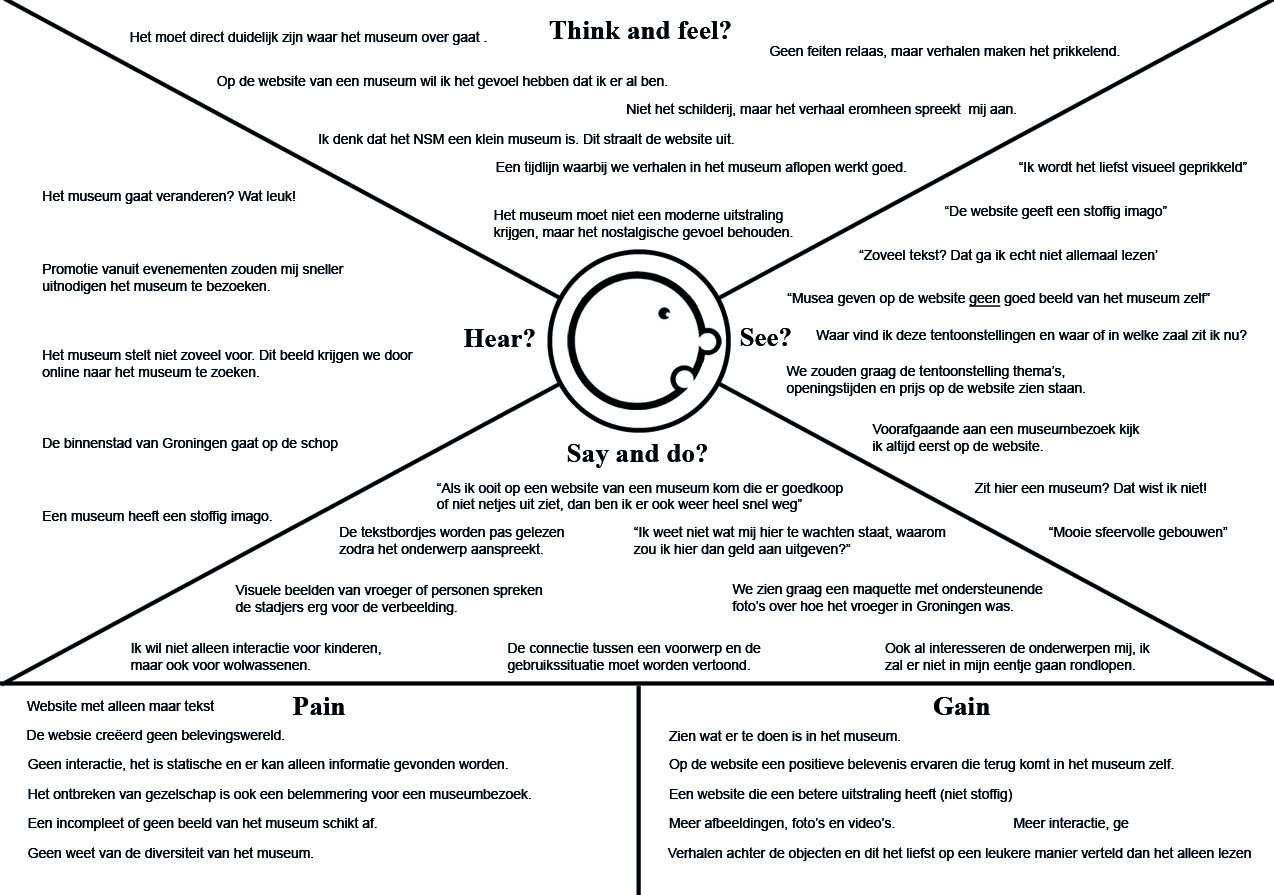 Think and feel?
Het moet direct duidelijk zijn waar het museum over gaat .
Geen feiten relaas, maar verhalen maken het prikkelend.
Op de website van een museum wil ik het gevoel hebben dat ik er al ben.
Niet het schilderij, maar het verhaal eromheen spreekt mij aan.
Ik denk dat het NSM een klein museum is. Dit straalt de website uit.
Een tijdlijn waarbij we verhalen in het museum aflopen werkt goed.
Het museum moet niet een moderne uitstraling
krijgen, maar het nostalgische gevoel behouden.
Hear?
Het museum gaat veranderen? Wat leuk!
Promotie vanuit evenementen zouden mij sneller
uitnodigen het museum te bezoeken.
Het museum stelt niet zoveel voor. Dit beeld krijgen we door
online naar het museum te zoeken.
De binnenstad van Groningen gaat op de schop
Een museum heeft een stoffig imago.
See?
“Ik wordt het liefst visueel geprikkeld”
“De website geeft een stoffig imago”
“Zoveel tekst? Dat ga ik echt niet allemaal lezen’
“Musea geven op de website geen goed beeld van het museum zelf”
Waar vind ik deze tentoonstellingen en waar of in welke zaal zit ik nu?
We zouden graag de tentoonstelling thema’s,
openingstijden en prijs op de website zien staan.
Voorafgaande aan een museumbezoek kijk
ik altijd eerst op de website.
Zit hier een museum? Dat wist ik niet!
“Mooie sfeervolle gebouwen”
Say and do?
“Als ik ooit op een website van een museum kom die er goedkoop
of niet netjes uit ziet, dan ben ik er ook weer heel snel weg”
De tekstbordjes worden pas gelezen
zodra het onderwerp aanspreekt.
“Ik weet niet wat mij hier te wachten staat, waarom
zou ik hier dan geld aan uitgeven?”
Visuele beelden van vroeger of personen spreken
de stadjers erg voor de verbeelding.
We zien graag een maquette met ondersteunende
foto’s over hoe het vroeger in Groningen was.
Ik wil niet alleen interactie voor kinderen,
maar ook voor wolwassenen.
De connectie tussen een voorwerp en de
gebruikssituatie moet worden vertoond.
Ook al interesseren de onderwerpen mij, ik
zal er niet in mijn eentje gaan rondlopen.
Pain
Website met alleen maar tekst
De websie creëerd geen belevingswereld.
Geen interactie, het is statische en er kan alleen informatie gevonden worden.
Het ontbreken van gezelschap is ook een belemmering voor een museumbezoek.
Een incompleet of geen beeld van het museum schikt af.
Geen weet van de diversiteit van het museum.
Gain
Zien wat er te doen is in het museum.
Op de website een positieve belevenis ervaren die terug komt in het museum zelf.
Een website die een betere uitstraling heeft (niet stoffig)
Meer afbeeldingen, foto’s en video’s.
Meer interactie, ge
Verhalen achter de objecten en dit het liefst op een leukere manier verteld dan het alleen lezen